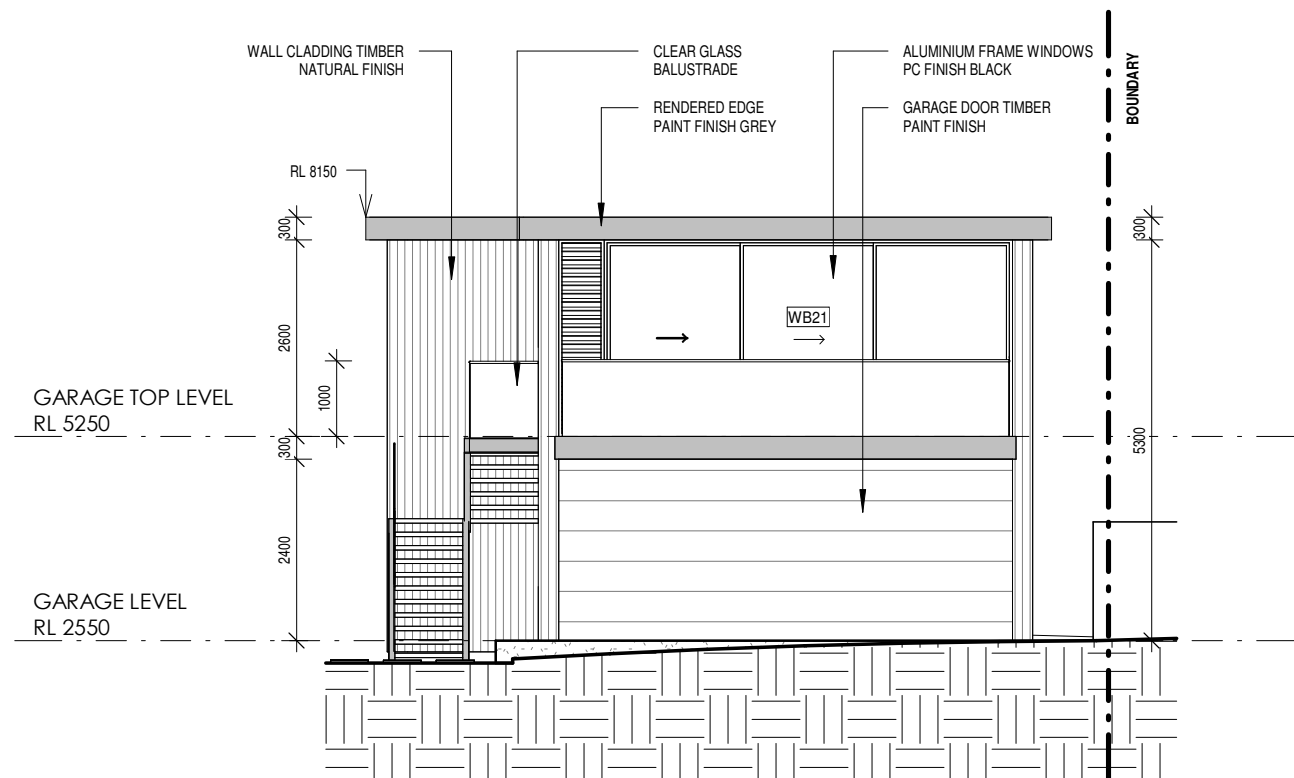 WALL CLADDING TIMBER
NATURAL FINISH
CLEAR GLASS
BALUSTRADE
ALUMINIUM FRAME WINDOWS
PC FINISH BLACK
BOUNDARY
RENDERED EDGE
PAINT FINISH GREY
GARAGE DOOR TIMBER
PAINT FINISH
RL 8150
300
300
2600
WB21
1000
GARAGE TOP LEVEL
RL 5250
300
5300
2400
GARAGE LEVEL
RL 2550